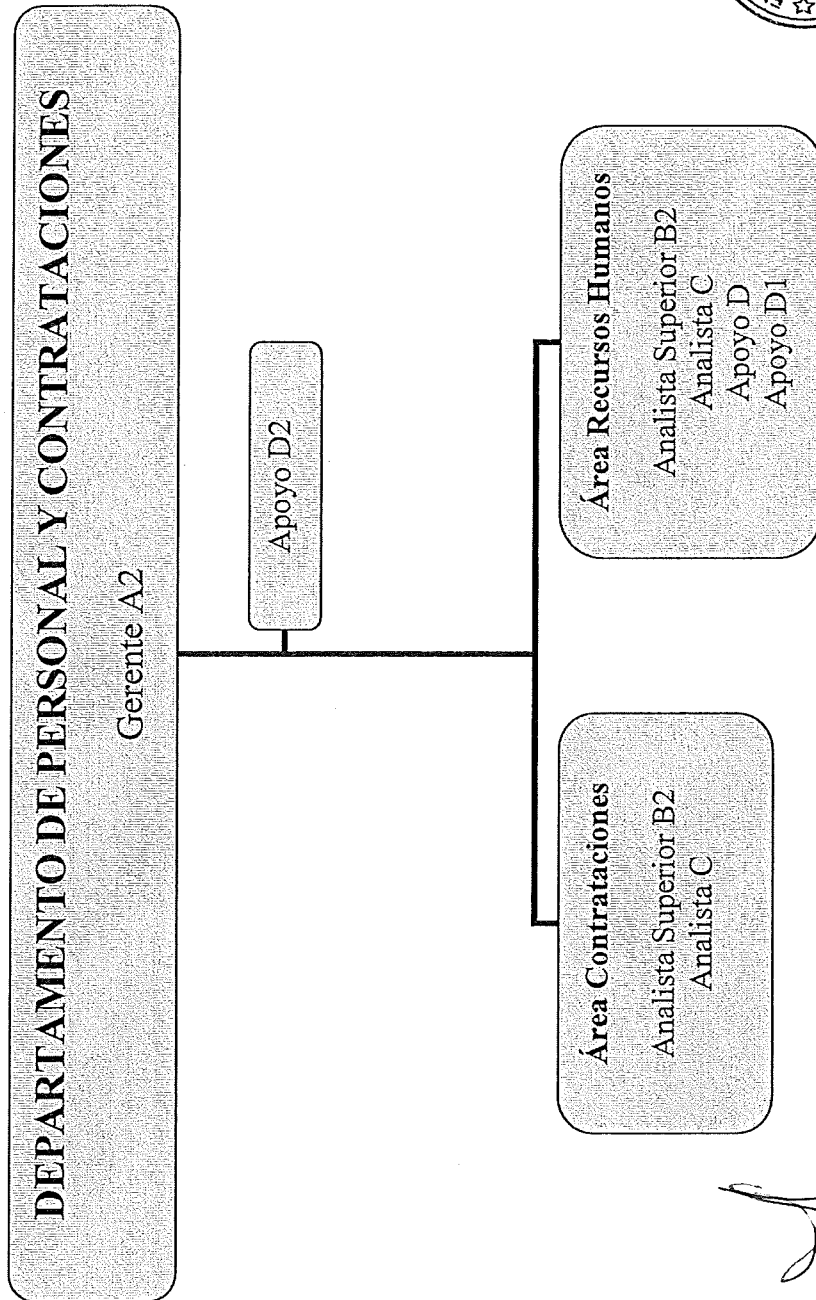 DEPARTAMENTO DE PERSONAL Y CONTRATACIONES
Gerente A2
Apoyo D2
Área Contrataciones
Analista Superior B2
Analista C
Área Recursos Humanos
Analista Superior B2
Analista C
Apoyo D
Apoyo D1